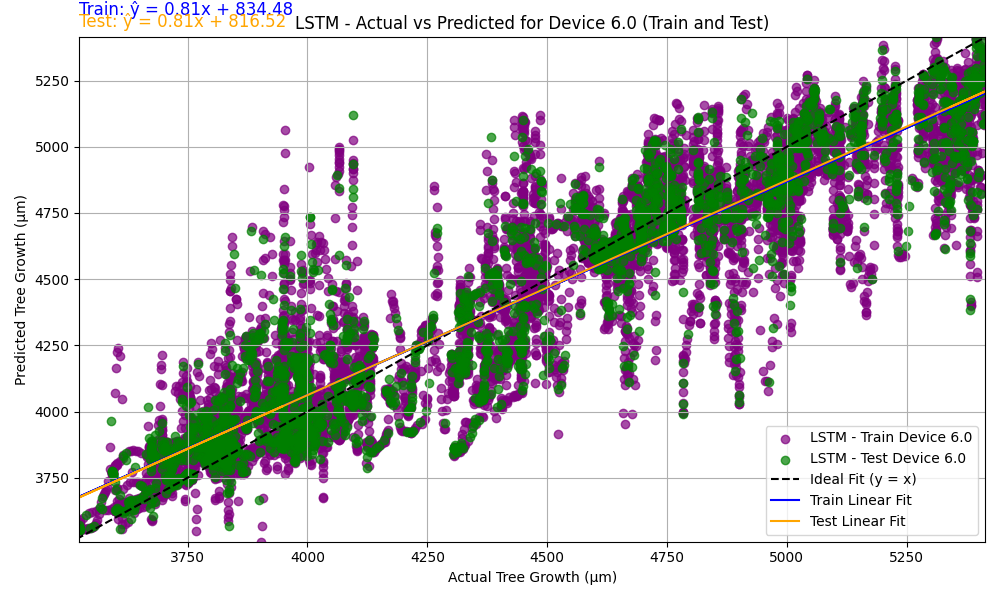 Train: ŷ = 0.81x + 834.48
Test: ŷ = 0.81x + 816.52
LSTM - Actual vs Predicted for Device 6.0 (Train and Test)
Predicted Tree Growth (μm)
5250
5000
4750
4500
4250
4000
3750
LSTM - Train Device 6.0
LSTM - Test Device 6.0
Ideal Fit (y = x)
Train Linear Fit
Test Linear Fit
3750 4000 4250 4500 4750 5000 5250
Actual Tree Growth (μm)